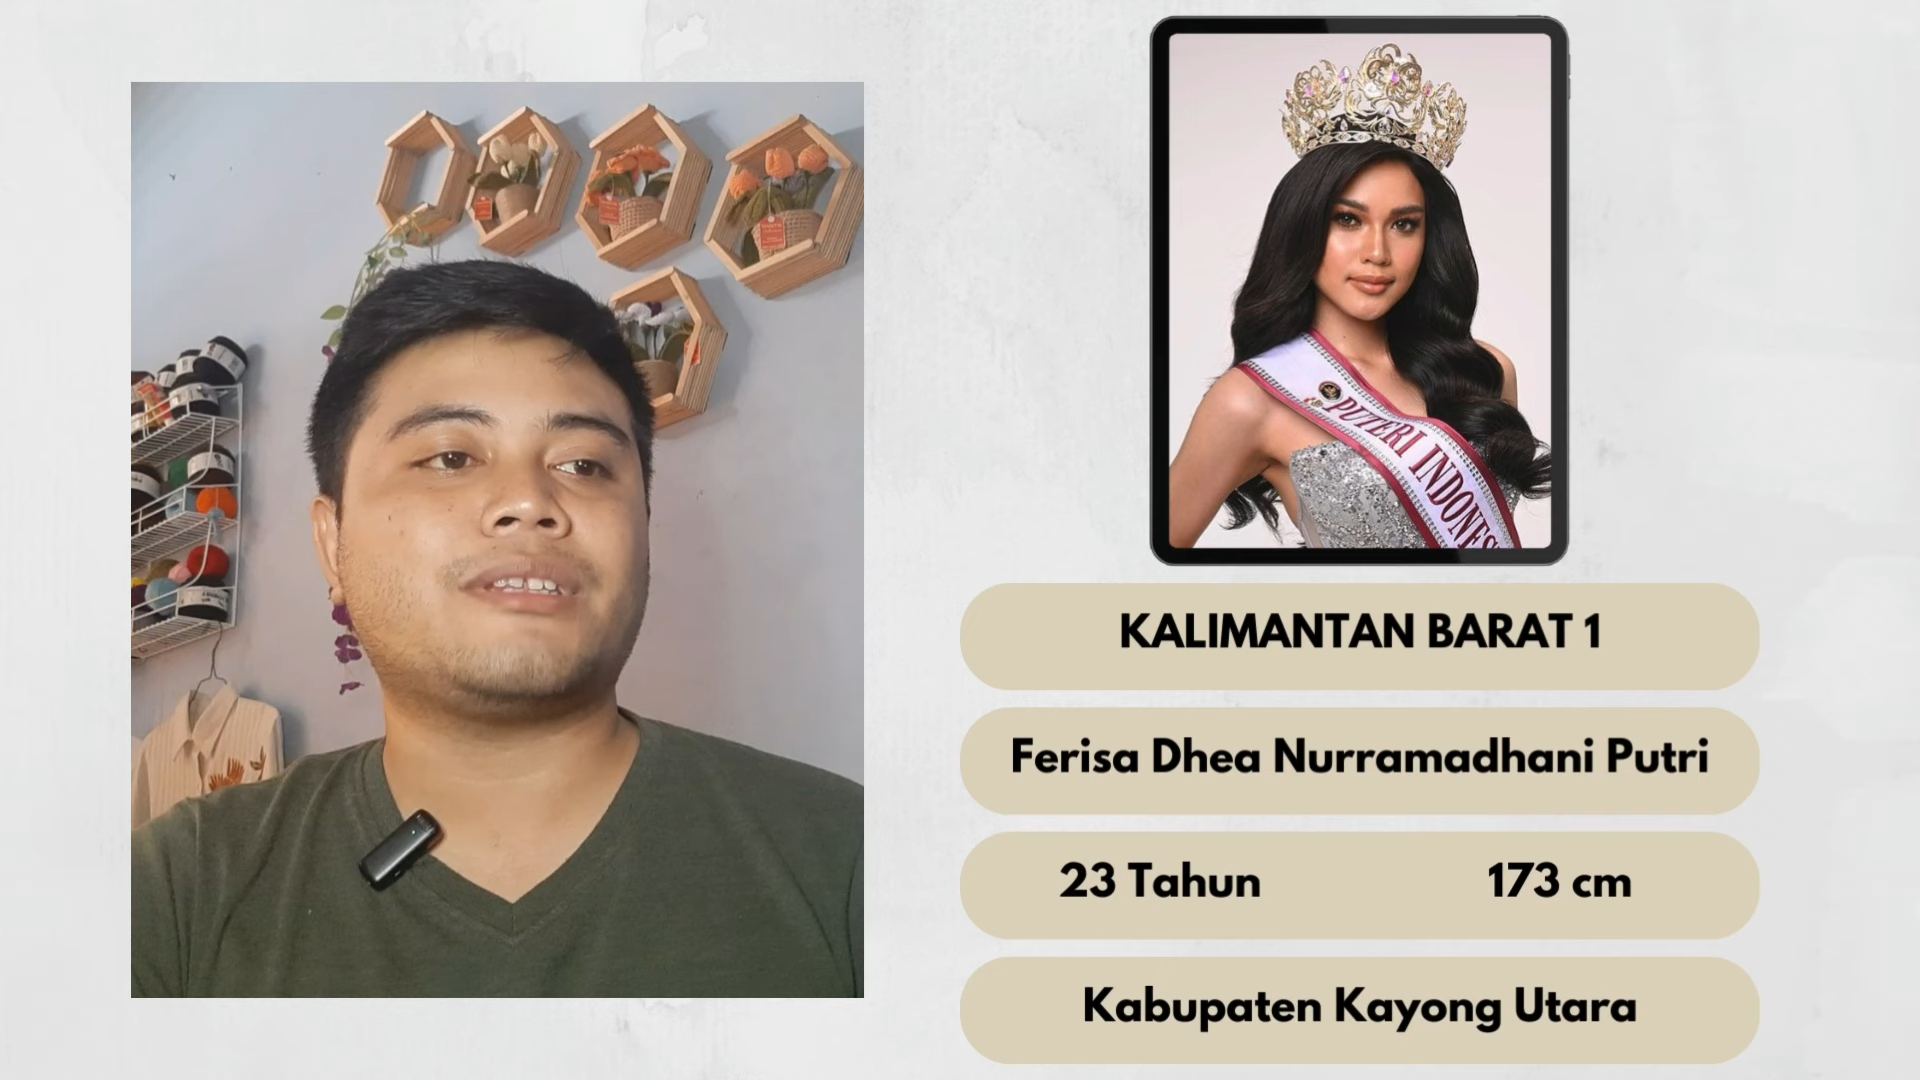 PUTERI INDONES
KALIMANTAN BARAT 1
Ferisa Dhea Nurramadhani Putri
23 Tahun 173 cm
Kabupaten Kayong Utara